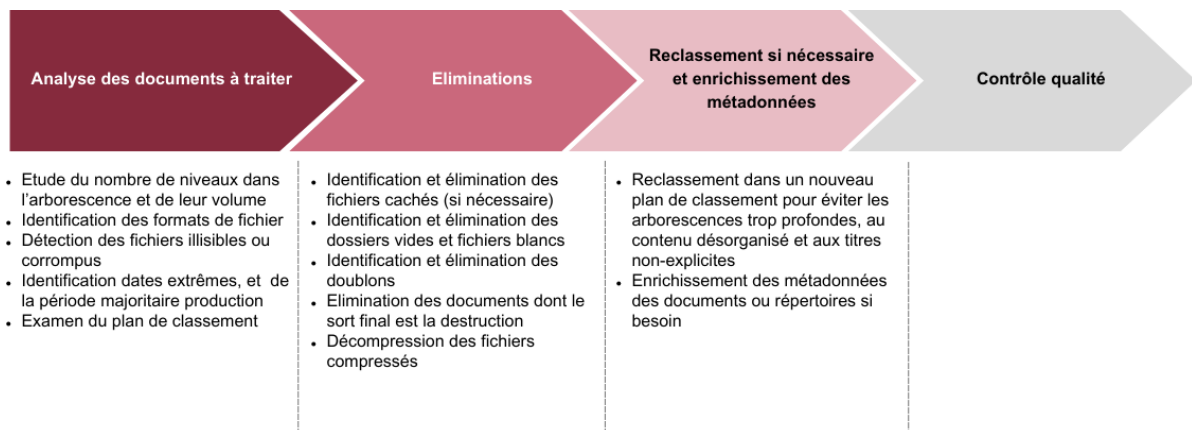 Analyse des documents à traiter
Eliminations
Reclassement si nécessaire
et enrichissement des
métadonnées
Contrôle qualité
• Etude du nombre de niveaux dans
l'arborescence et de leur volume
• Identification des formats de fichier
• Détection des fichiers illisibles ou
corrompus
• Identification dates extrêmes, et de
la période majoritaire production
• Examen du plan de classement
• Identification et élimination des
fichiers cachés (si nécessaire)
• Identification et élimination des
dossiers vides et fichiers blancs
• Identification et élimination des
doublons
• Elimination des documents dont le
sort final est la destruction
• Décompression des fichiers
compressés
• Reclassement dans un nouveau
plan de classement pour éviter les
arborescences trop profondes, au
contenu désorganisé et aux titres
non-explicites
• Enrichissement des métadonnées
des documents ou répertoires si
besoin